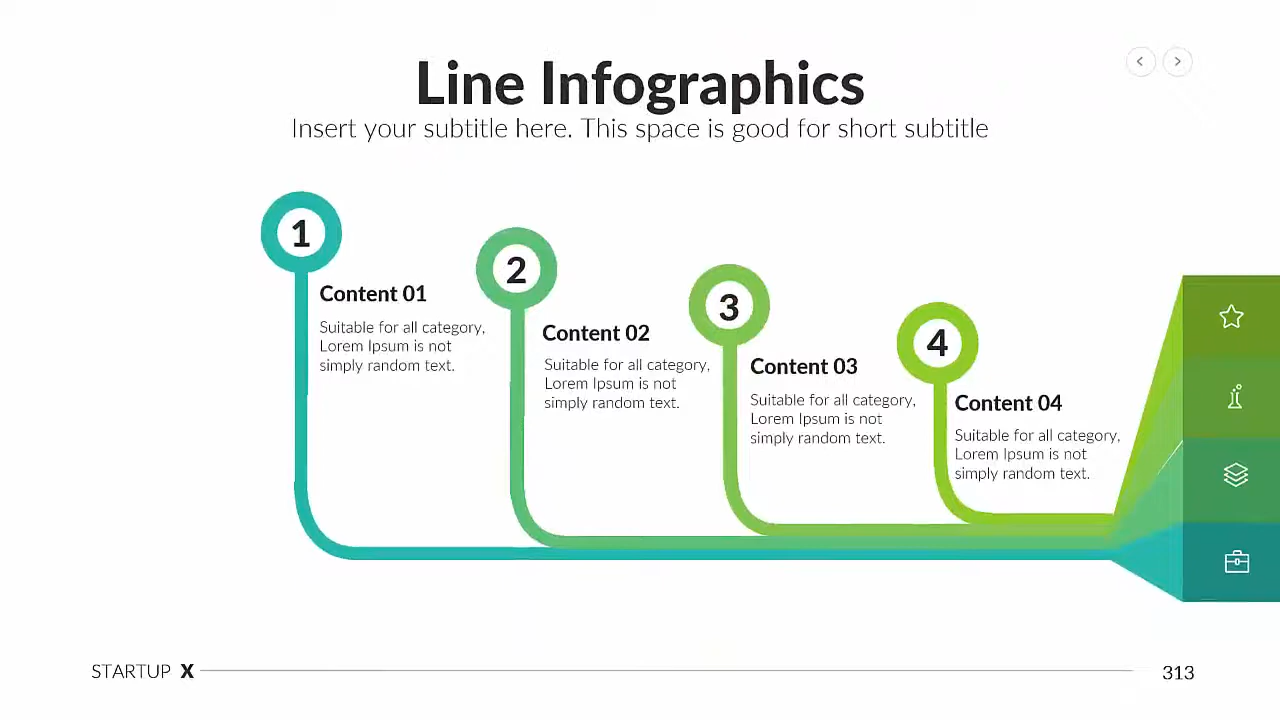 Line Infographics
Insert your subtitle here. This space is good for short subtitle
1
Content 01
Suitable for all category,
Lorem Ipsum is not
simply random text.
2
Content 02
Suitable for all category,
Lorem Ipsum is not
simply random text.
3
Content 03
Suitable for all category,
Lorem Ipsum is not
simply random text.
4
Content 04
Suitable for all category,
Lorem Ipsum is not
simply random text.
STARTUP X
313